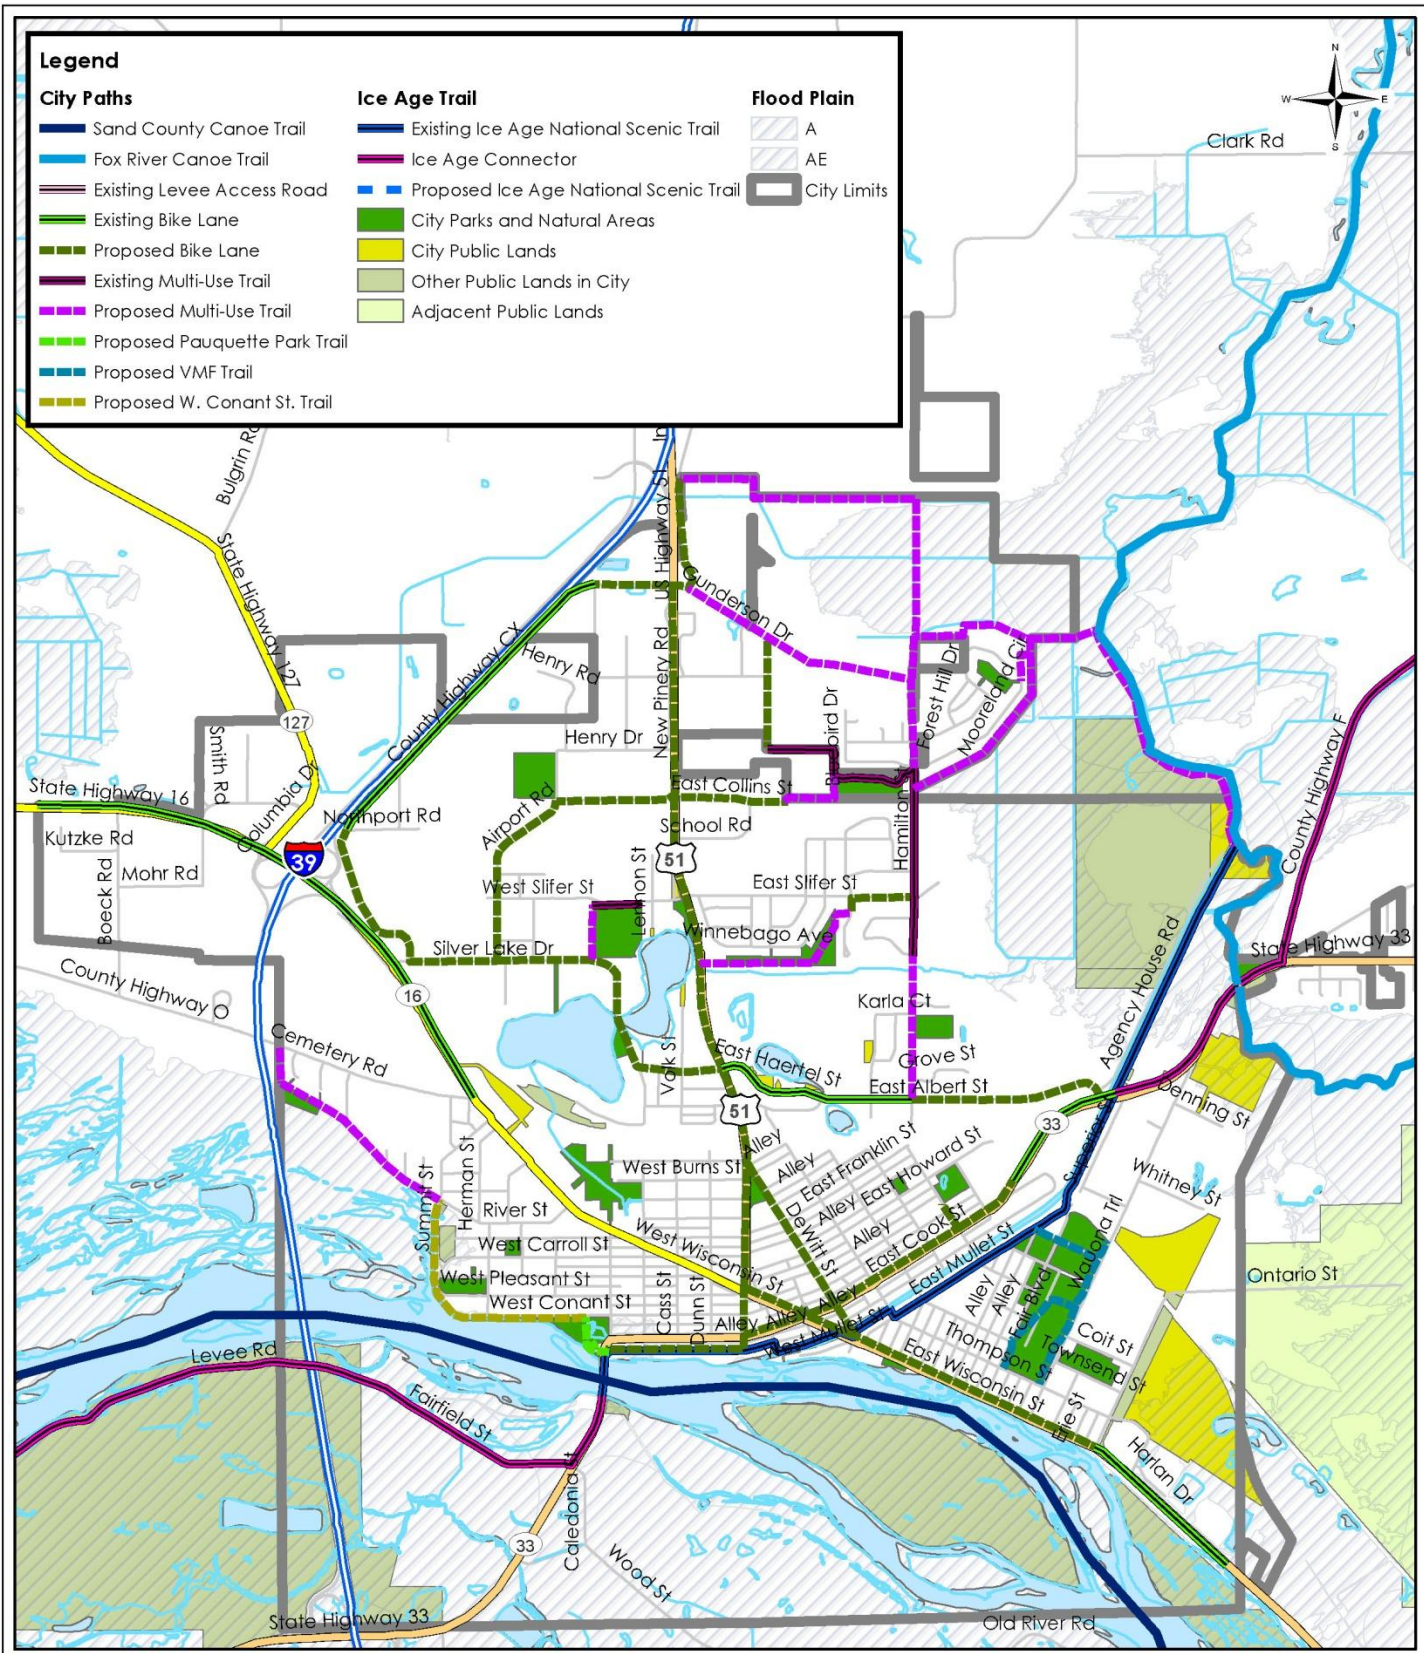 Legend
City Paths
Sand County Canoe Trail
Fox River Canoe Trail
Existing Levee Access Road
Existing Bike Lane
Proposed Bike Lane
Existing Multi-Use Trail
Proposed Multi-Use Trail
Proposed Pauquette Park Trail
Proposed VMF Trail
Proposed W. Conant St. Trail
Ice Age Trail
Existing Ice Age National Scenic Trail
Ice Age Connector
Proposed Ice Age National Scenic Trail
City Parks and Natural Areas
City Public Lands
Other Public Lands in City
Adjacent Public Lands
Flood Plain
A
AE
City Limits
N
W
E
S
Clark Rd
Bulgrin Rd
State Highway 127
US Highway 51
Gunderson Dr
County Highway CX
Henry Rd
New Pinery Rd
Forest Hill Dr
Mooreland Cir
127
Smith Rd
Henry Dr
County Highway F
Columbia Dr
State Highway 16
East Collins St
Northport Rd
Airport Rd
School Rd
Hamilton St
Kutzke Rd
39
51
Mohr Rd
Boeck Rd
West Slifer St
Lennon St
East Slifer St
Silver Lake Dr
Winnebago Ave
State Highway 33
County Highway O
16
Karla Ct
Agency House Rd
Cemetery Rd
Valk St
East Haertel St
Grove St
East Albert St
51
33
Denning St
Alley
West Burns St
Alley
East Franklin St
East Howard St
Superior St
Whitney St
Summit St
Herman St
River St
Alley
DeWitt St
Alley
East Cook St
West Carroll St
West Wisconsin St
East Mullet St
Wauona Trl
Ontario St
West Pleasant St
Cass St
Alley
Alley
Fair Blvd
West Conant St
Dunn St
Alley
Alley
Alley
West Mullet St
Thompson St
Coit St
Townsend St
Levee Rd
East Wisconsin St
Fairfield St
Erie St
Harlan Dr
Caledonia St
33
Wood St
State Highway 33
Old River Rd